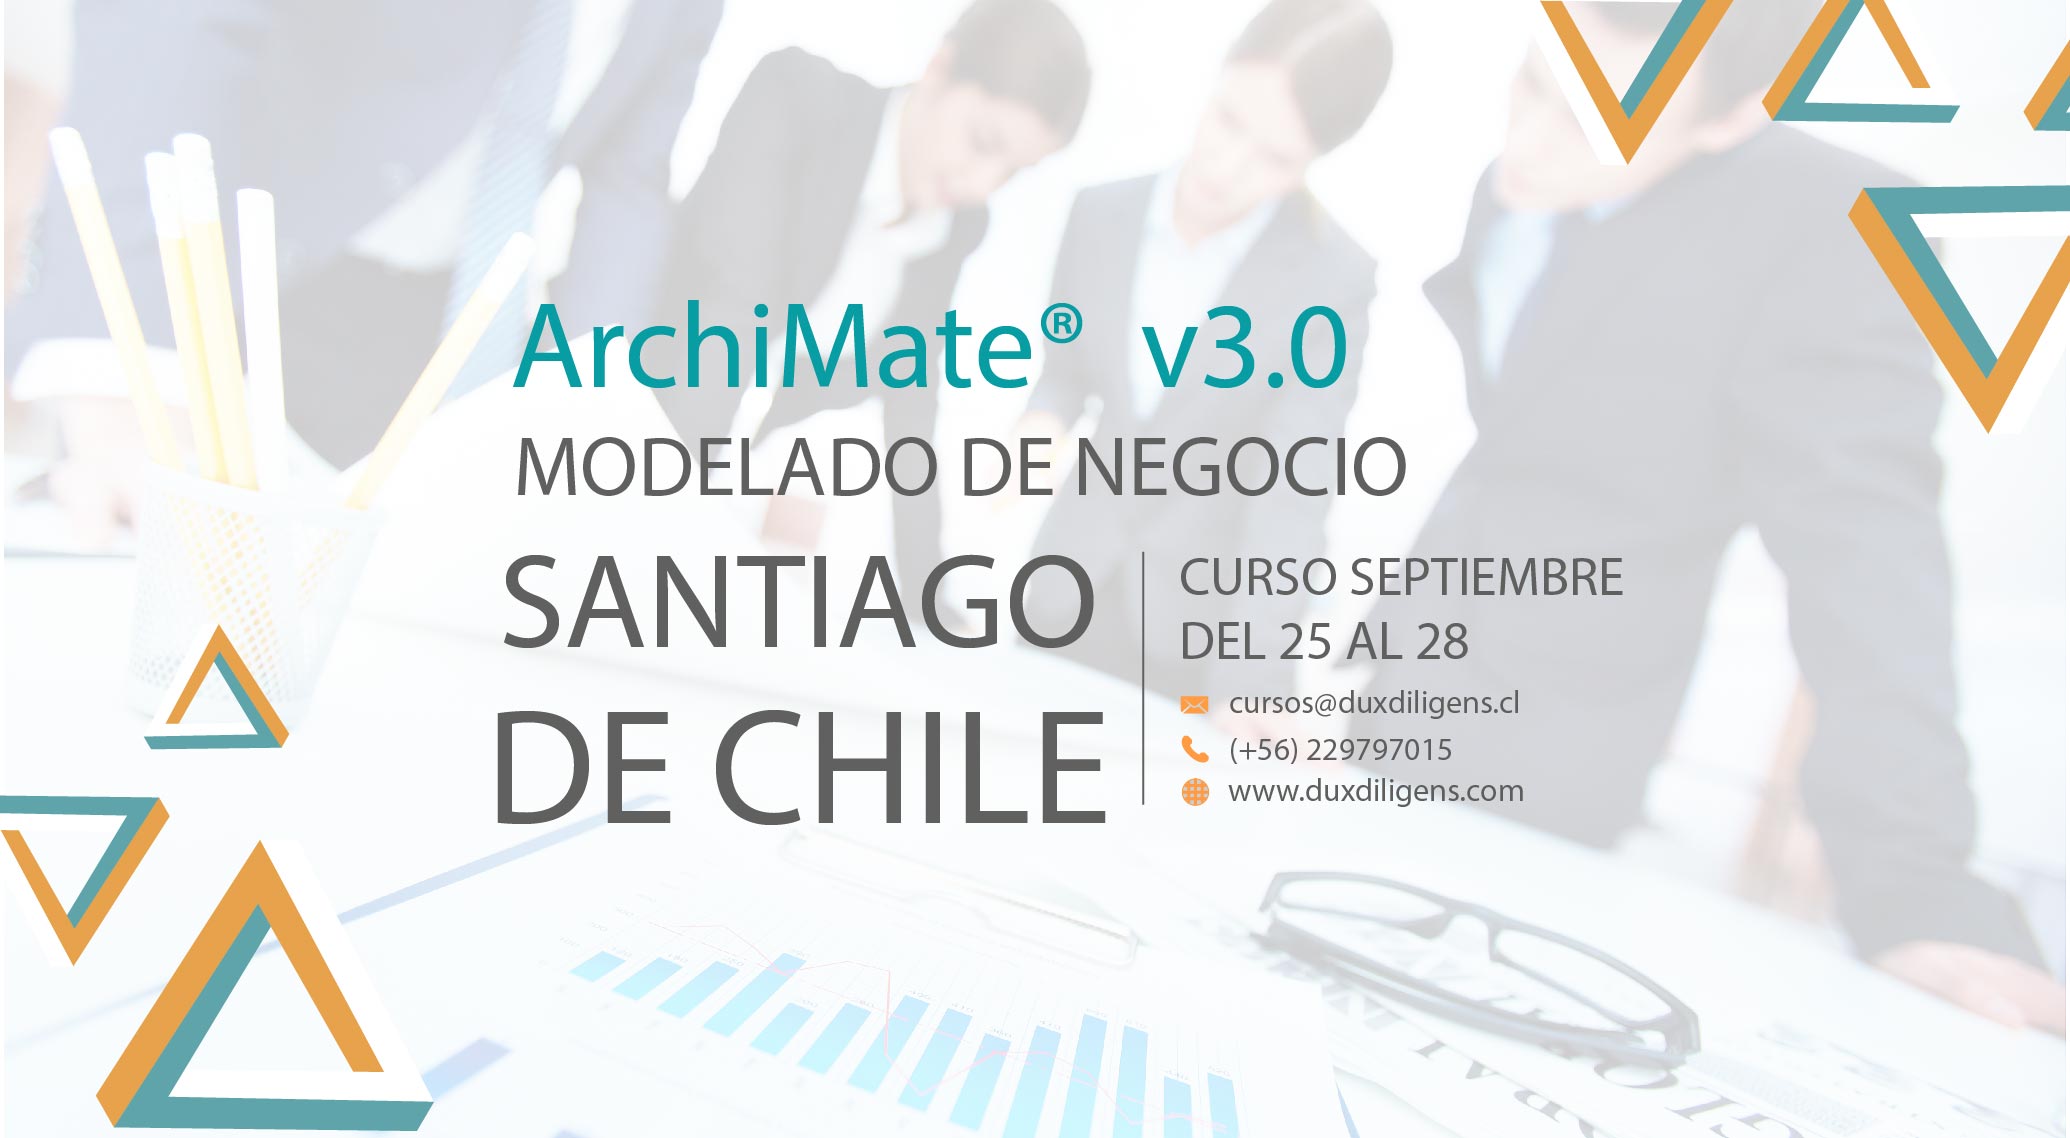 ArchiMate® v3.0
MODELADO DE NEGOCIO
SANTIAGO
DE CHILE
CURSO SEPTIEMBRE
DEL 25 AL 28
cursos@duxdiligens.cl
(+56) 229797015
www.duxdiligens.com